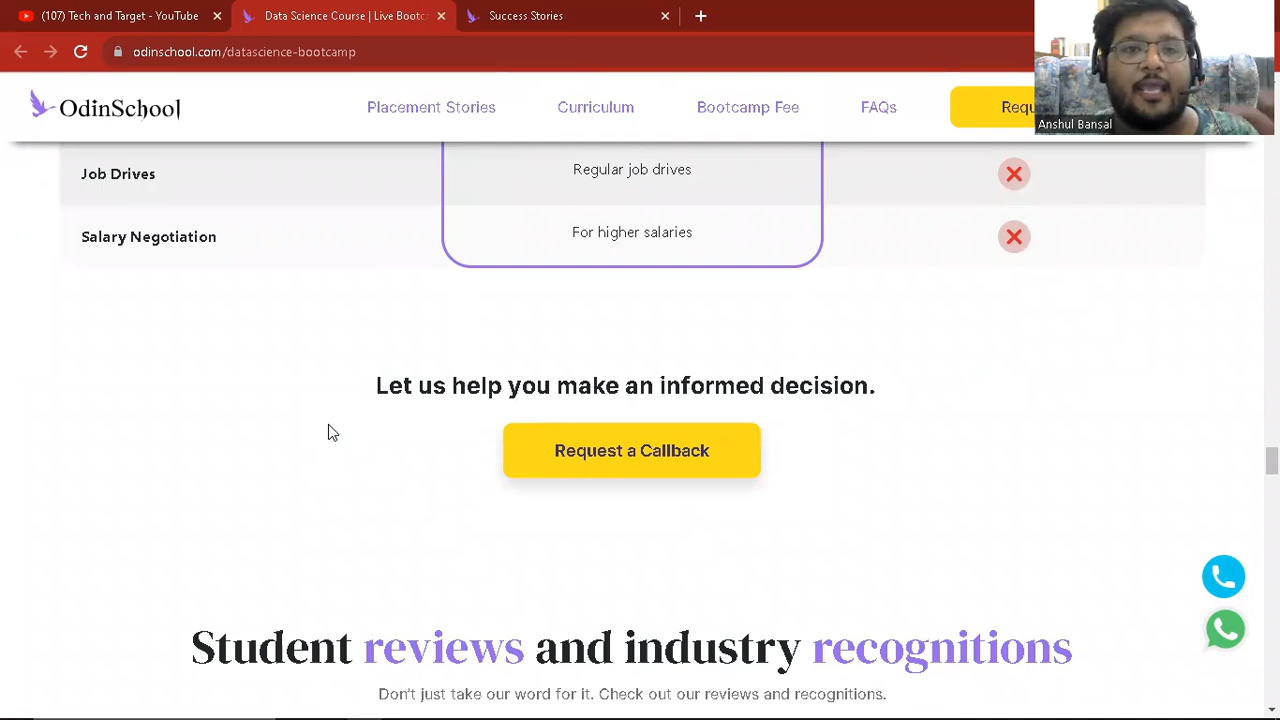 (107) Tech and Target - YouTube
Data Science Course | Live Bootc
Success Stories
odinschool.com/datascience-bootcamp
OdinSchool
Placement Stories
Curriculum
Bootcamp Fee
FAQs
Requ
Anshul Bansal
Job Drives
Regular job drives
Salary Negotiation
For higher salaries
Let us help you make an informed decision.
Request a Callback
Student reviews and industry recognitions
Don't just take our word for it. Check out our reviews and recognitions.